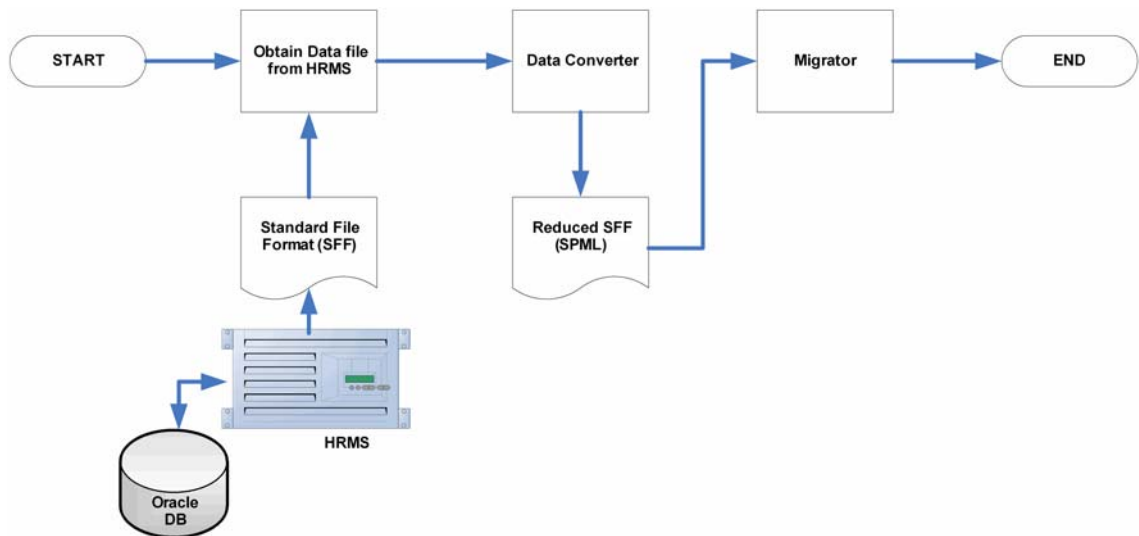 START
Obtain Data file
from HRMS
Data Converter
Migrator
END
Standard File
Format (SFF)
Reduced SFF
(SPML)
HRMS
Oracle
DB